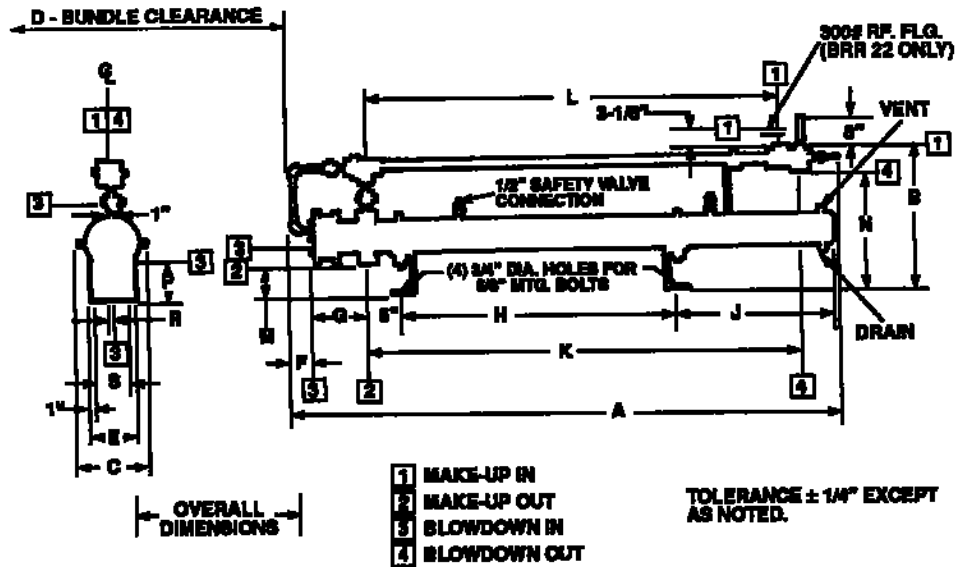 D - BUNDLE CLEARANCE
300# RF. FLG.
(BRR 22 ONLY)
1
L
3-1/8"
1
VENT
8"
1
1 4
4
B
N
1/2" SAFETY VALVE
CONNECTION
3
1"
3
2
3
P
(4) 3/4" DIA. HOLES FOR
5/8" MTG. BOLTS
M
G
6"
H
J
DRAIN
R
3
S
F
3
2
K
4
1"
E
C
A
OVERALL
DIMENSIONS
1 MAKE-UP IN
2 MAKE-UP OUT
3 BLOWDOWN IN
4 BLOWDOWN OUT
TOLERANCE ± 1/4" EXCEPT
AS NOTED.